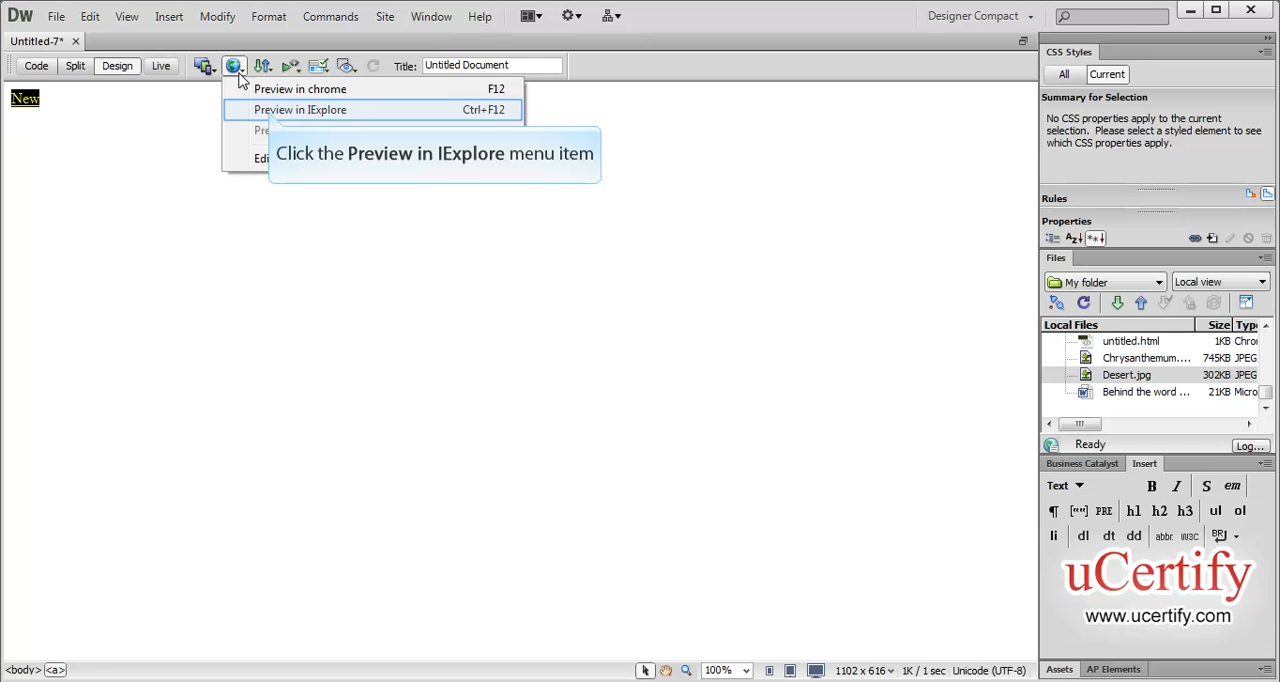 Dw File Edit View Insert Modify Format Commands Site Window Help Designer Compact
Untitled-7*
Code Split Design Live Title: Untitled Document
New
Preview in chrome F12
Preview in IExplore Ctrl+F12
Pre
Edi
Click the Preview in IExplore menu item
CSS Styles
All Current
Summary for Selection
No CSS properties apply to the current
selection. Please select a styled element to see
which CSS properties apply.
Rules
Properties
Files
My folder Local view
Local Files Size Type
untitled.html 1KB Chro
Chrysanthemum.... 745KB JPEG
Desert.jpg 302KB JPEG
Behind the word ... 21KB Micro
Ready Log...
Business Catalyst Insert
Text B I S em
¶ [""] PRE h1 h2 h3 ul ol
li dl dt dd abbr. W3C BRJ
uCertify
www.ucertify.com
<body> <a> 100% 1102 x 616 1K / 1 sec Unicode (UTF-8)
Assets AP Elements